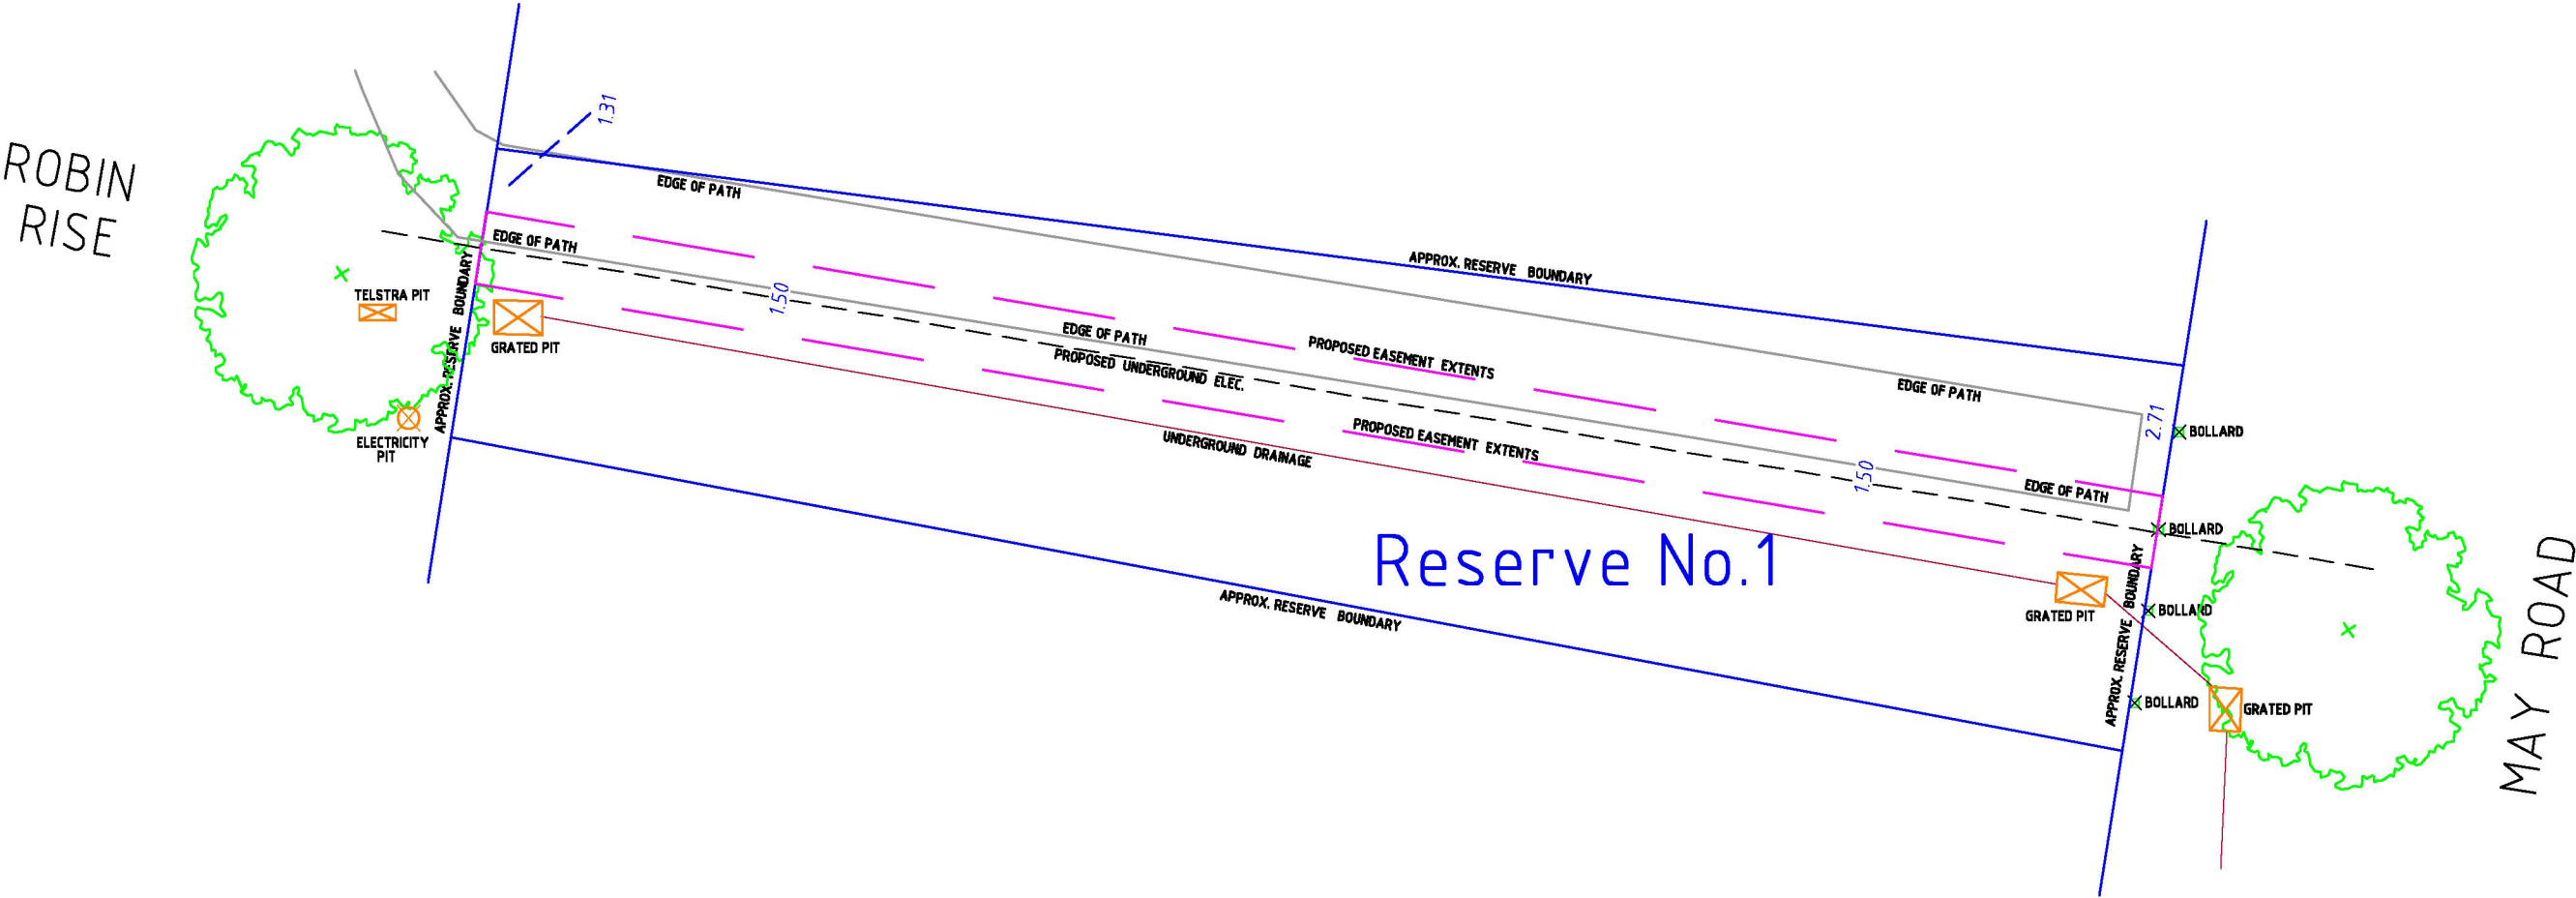 ROBIN
RISE
1.31
EDGE OF PATH
EDGE OF PATH
APPROX. RESERVE BOUNDARY
TELSTRA PIT
GRATED PIT
ELECTRICITY
PIT
APPROX. RESERVE BOUNDARY
1.50
EDGE OF PATH
PROPOSED UNDERGROUND ELEC.
PROPOSED EASEMENT EXTENTS
PROPOSED EASEMENT EXTENTS
UNDERGROUND DRAINAGE
EDGE OF PATH
2.71
BOLLARD
1.50
EDGE OF PATH
BOLLARD
Reserve No.1
GRATED PIT
APPROX. RESERVE BOUNDARY
BOLLARD
BOLLARD
GRATED PIT
APPROX. RESERVE BOUNDARY
MAY ROAD